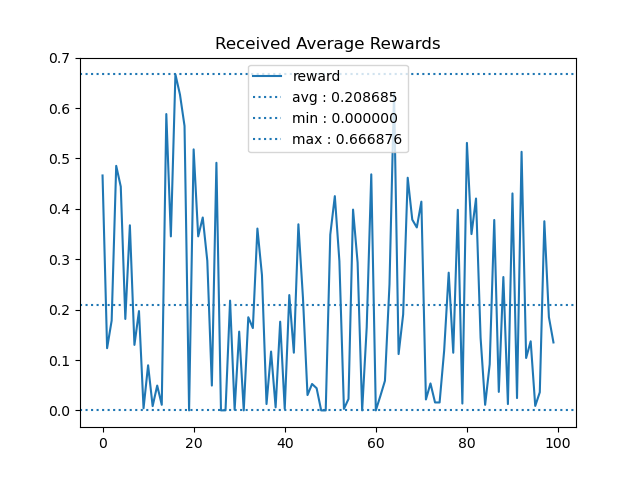 Received Average Rewards
0.7
0.6
0.5
0.4
0.3
0.2
0.1
0.0
reward
avg : 0.208685
min : 0.000000
max : 0.666876
0 20 40 60 80 100